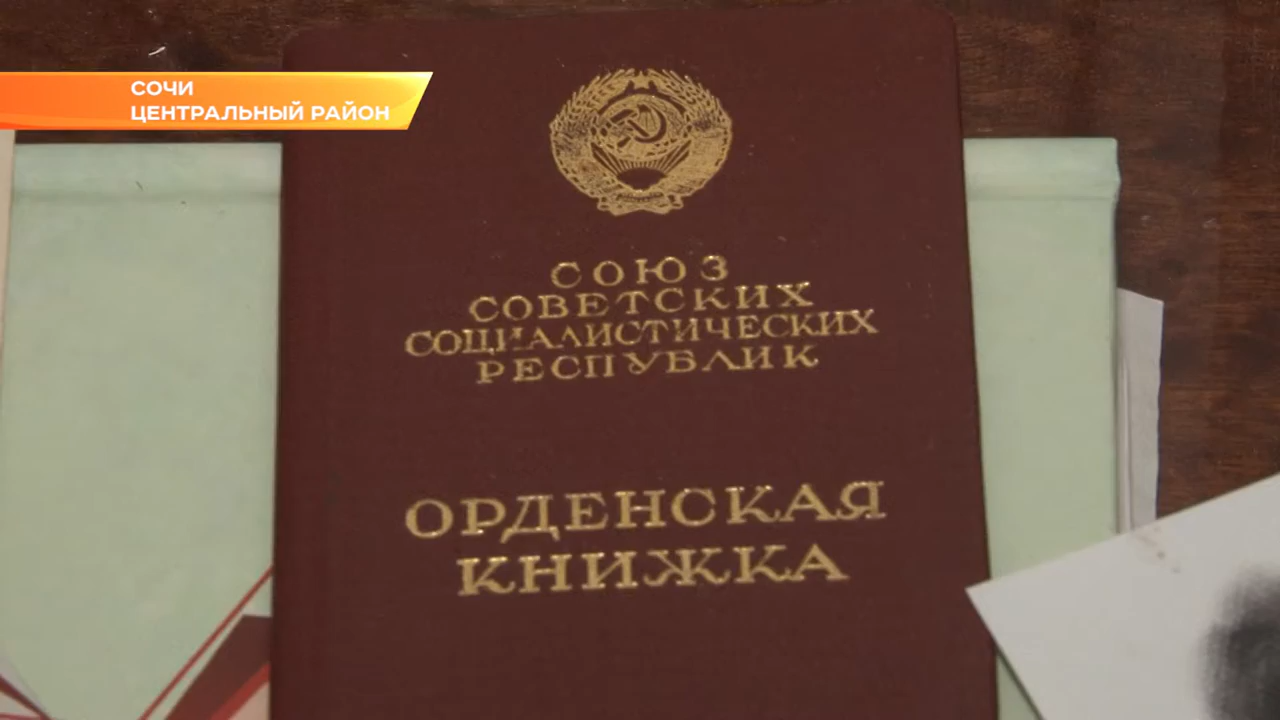 СОЧИ
ЦЕНТРАЛЬНЫЙ РАЙОН
СОЮЗ
СОВЕТСКИХ
СОЦИАЛИСТИЧЕСКИХ
РЕСПУБЛИК
ОРДЕНСКАЯ
КНИЖКА